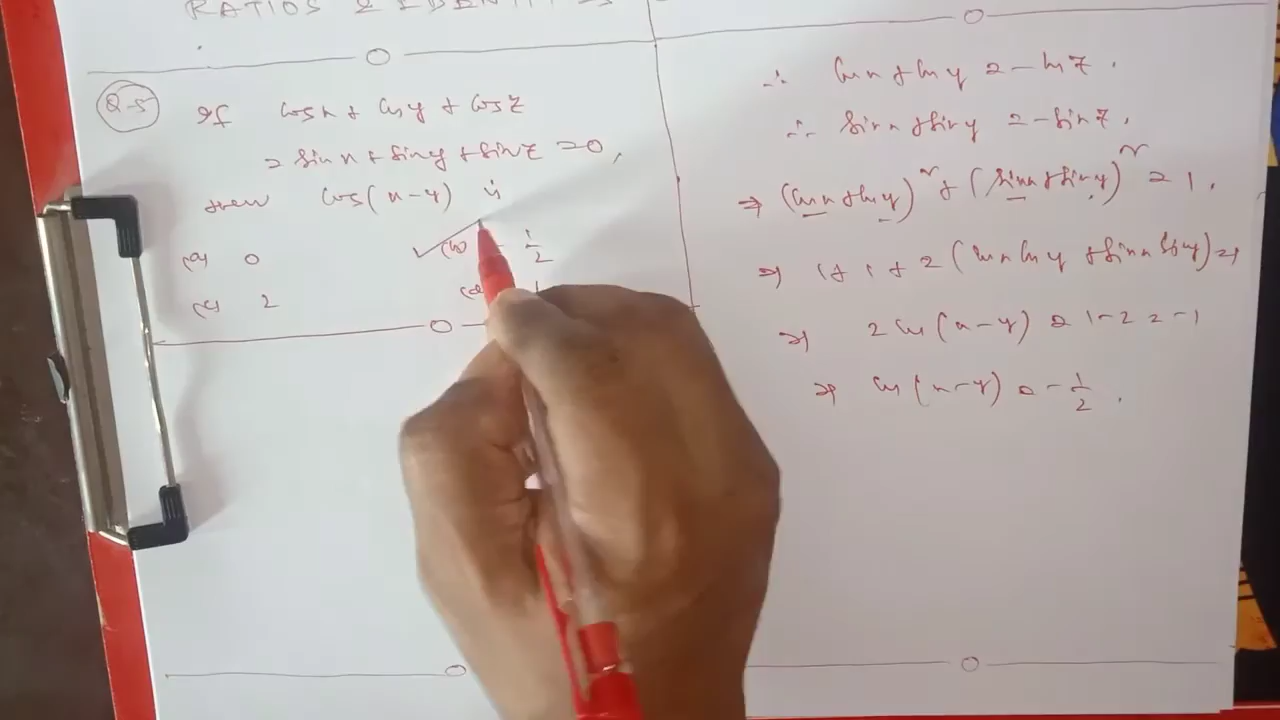 RATIOS & IDENTITIES
Q-5 If cos x + cos y + cos z
= sin x + sin y + sin z = 0,
then cos(x-y) is
(a) 0 (b) - 1/2
(c) 2
∴ cos x + cos y = - cos z.
∴ sin x + sin y = - sin z.
⇒ (cos x + cos y)² + (sin x + sin y)² = 1.
⇒ 1 + 1 + 2 (cos x cos y + sin x sin y) = 1
⇒ 2 cos (x-y) = 1-2 = -1
⇒ cos (x-y) = - 1/2.